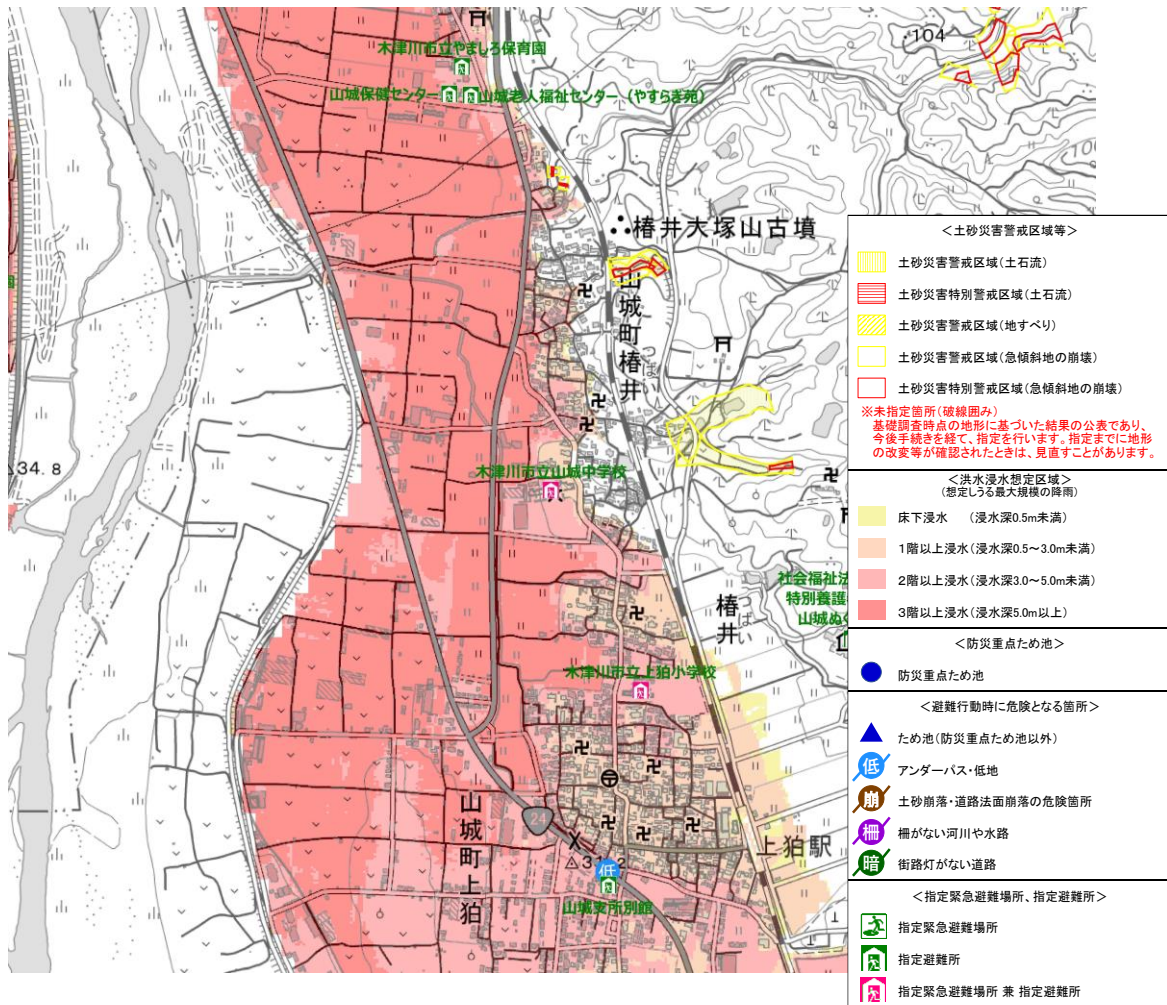 104
木津川市立やましろ保育園
山城保健センター
山城老人福祉センター（やすらぎ苑）
椿井大塚山古墳
山城町椿井
つばい
34.8
木津川市立山城中学校
椿井
つばい
社会福祉法
特別養護
木津川市立上狛小学校
山城町上狛
24
上狛駅
低
山城支所別館
＜土砂災害警戒区域等＞
土砂災害警戒区域（土石流）
土砂災害特別警戒区域（土石流）
土砂災害警戒区域（地すべり）
土砂災害警戒区域（急傾斜地の崩壊）
土砂災害特別警戒区域（急傾斜地の崩壊）
※未指定箇所（破線囲み）
基礎調査時点の地形に基づいた結果の公表であり、
今後手続きを経て、指定を行います。指定までに地形
の改変等が確認されたときは、見直すことがあります。
＜洪水浸水想定区域＞
（想定しうる最大規模の降雨）
床下浸水　（浸水深0.5m未満）
1階以上浸水（浸水深0.5～3.0m未満）
2階以上浸水（浸水深3.0～5.0m未満）
3階以上浸水（浸水深5.0m以上）
＜防災重点ため池＞
防災重点ため池
＜避難行動時に危険となる箇所＞
ため池（防災重点ため池以外）
低 アンダーパス・低地
崩 土砂崩落・道路法面崩落の危険箇所
柵 柵がない河川や水路
暗 街路灯がない道路
＜指定緊急避難場所、指定避難所＞
指定緊急避難場所
指定避難所
指定緊急避難場所 兼 指定避難所